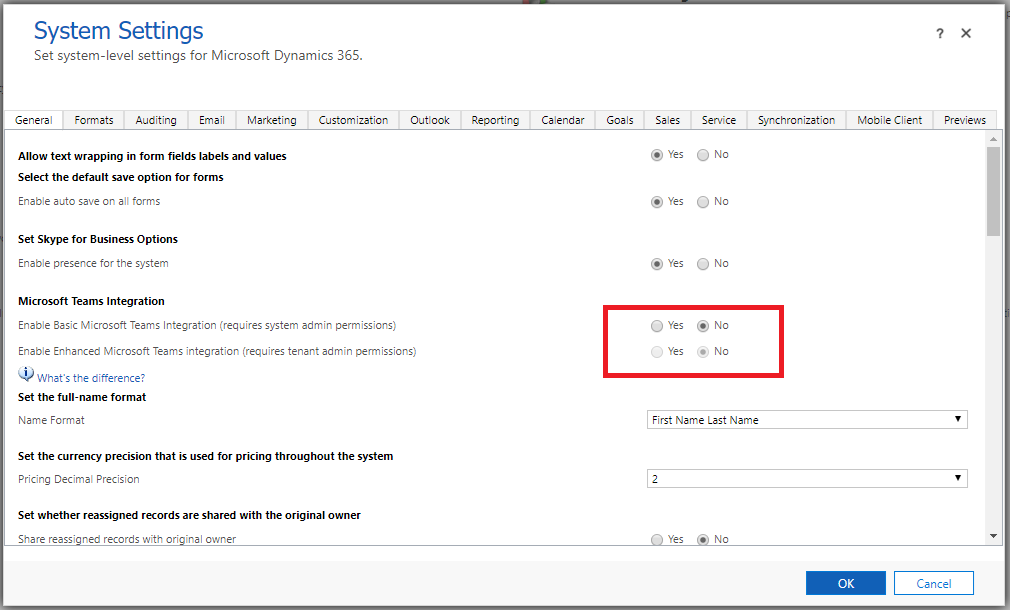 System Settings
Set system-level settings for Microsoft Dynamics 365.
? ✕
General Formats Auditing Email Marketing Customization Outlook Reporting Calendar Goals Sales Service Synchronization Mobile Client Previews
Allow text wrapping in form fields labels and values Yes No
Select the default save option for forms
Enable auto save on all forms Yes No
Set Skype for Business Options
Enable presence for the system Yes No
Microsoft Teams Integration
Enable Basic Microsoft Teams Integration (requires system admin permissions) Yes No
Enable Enhanced Microsoft Teams integration (requires tenant admin permissions) Yes No
What's the difference?
Set the full-name format
Name Format First Name Last Name
Set the currency precision that is used for pricing throughout the system
Pricing Decimal Precision 2
Set whether reassigned records are shared with the original owner
Share reassigned records with original owner Yes No
OK Cancel